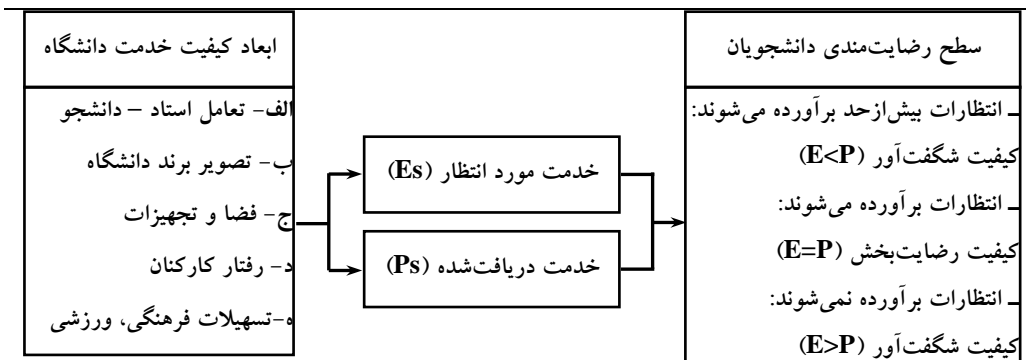 ابعاد کیفیت خدمت دانشگاه
الف- تعامل استاد – دانشجو
ب- تصویر برند دانشگاه
ج- فضا و تجهیزات
د- رفتار کارکنان
ه-تسهیلات فرهنگی، ورزشی
خدمت مورد انتظار (Es)
خدمت دریافت‌شده (Ps)
سطح رضایت‌مندی دانشجویان
ـ انتظارات بیش‌ازحد برآورده می‌شوند:
کیفیت شگفت‌آور (E<P)
ـ انتظارات برآورده می‌شوند:
کیفیت رضایت‌بخش (E=P)
ـ انتظارات برآورده نمی‌شوند:
کیفیت شگفت‌آور (E>P)